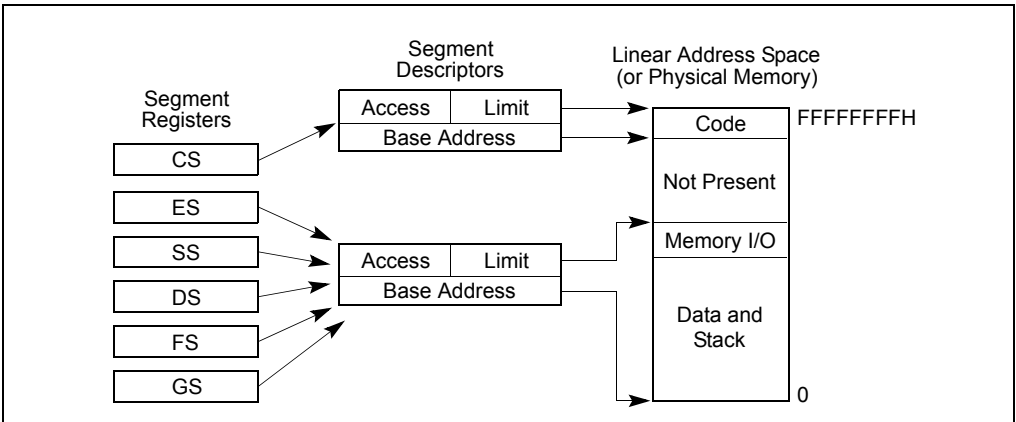 Segment
Registers
CS
ES
SS
DS
FS
GS
Segment
Descriptors
Access
Limit
Base Address
Access
Limit
Base Address
Linear Address Space
(or Physical Memory)
Code
FFFFFFFFH
Not Present
Memory I/O
Data and
Stack
0